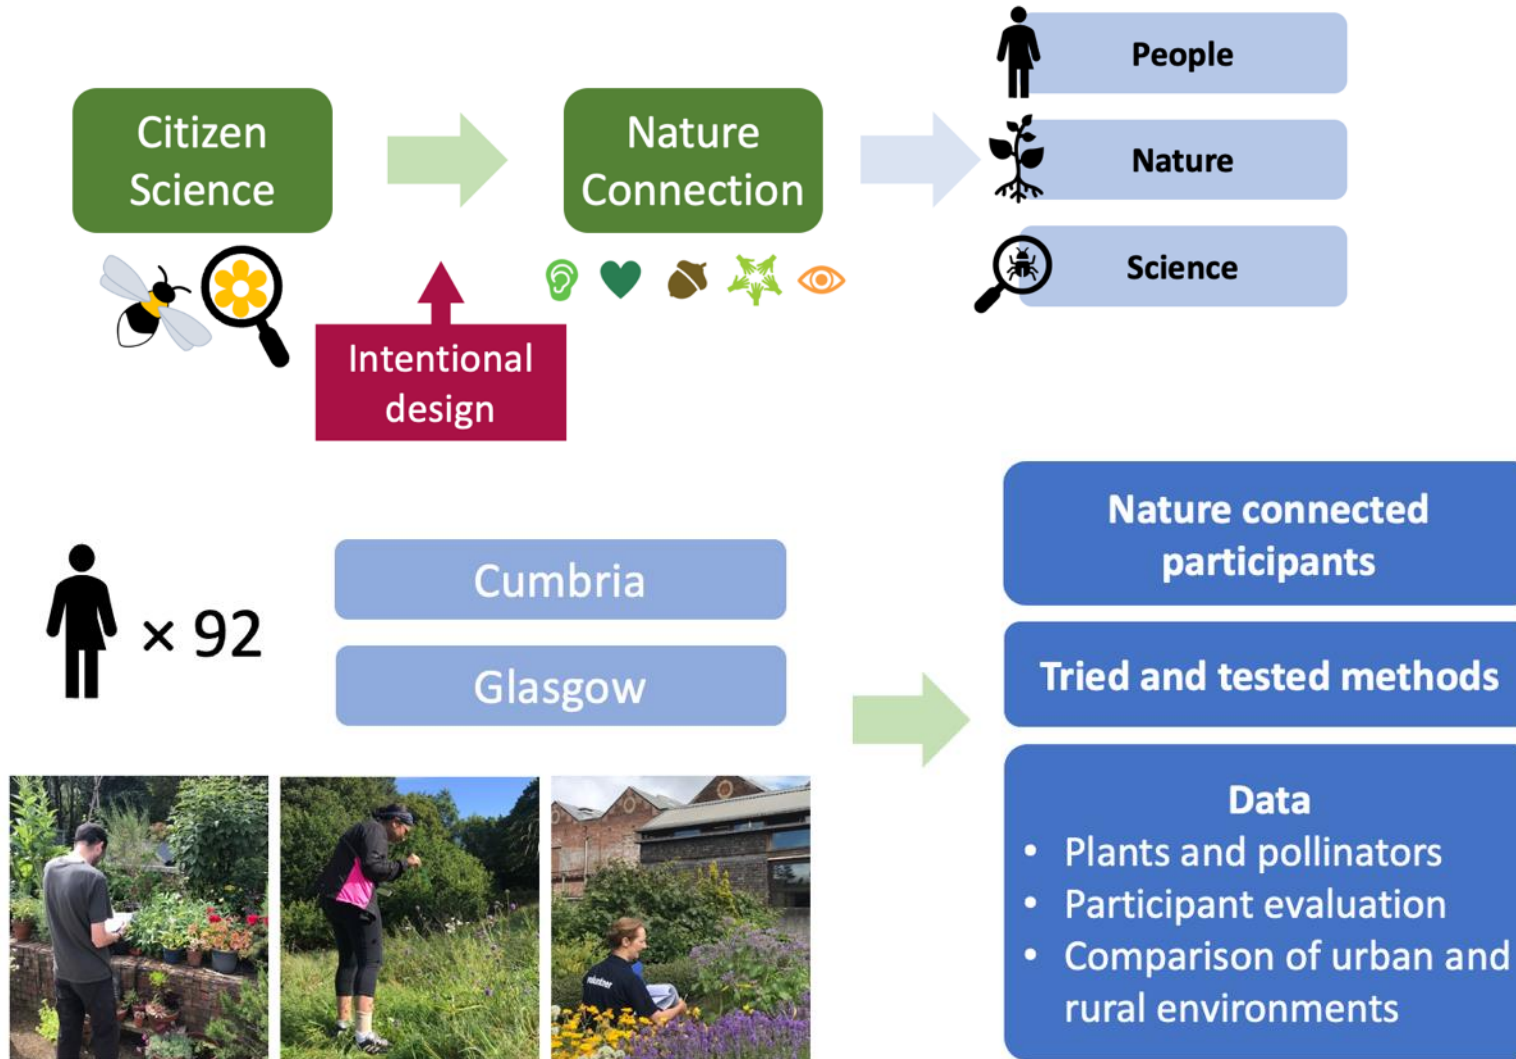 Citizen
Science
Nature
Connection
People
Nature
Science
Intentional
design
× 92
Cumbria
Glasgow
Nature connected
participants
Tried and tested methods
Data
• Plants and pollinators
• Participant evaluation
• Comparison of urban and
rural environments
volunteer